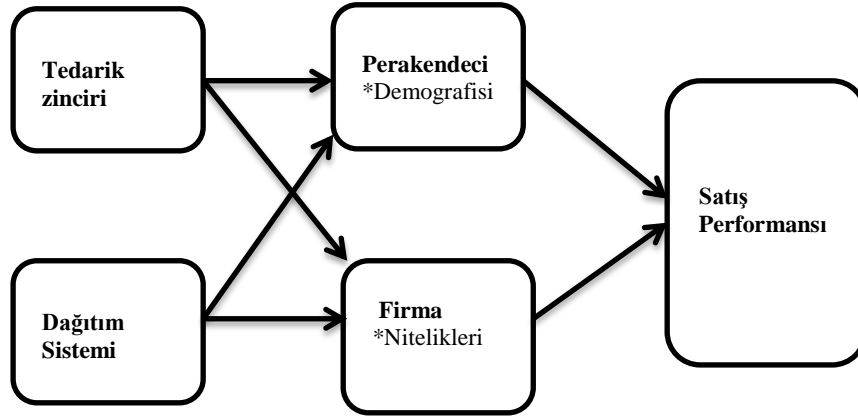 Tedarik
zinciri
Perakendeci
*Demografisi
Satış
Performansı
Dağıtım
Sistemi
Firma
*Nitelikleri